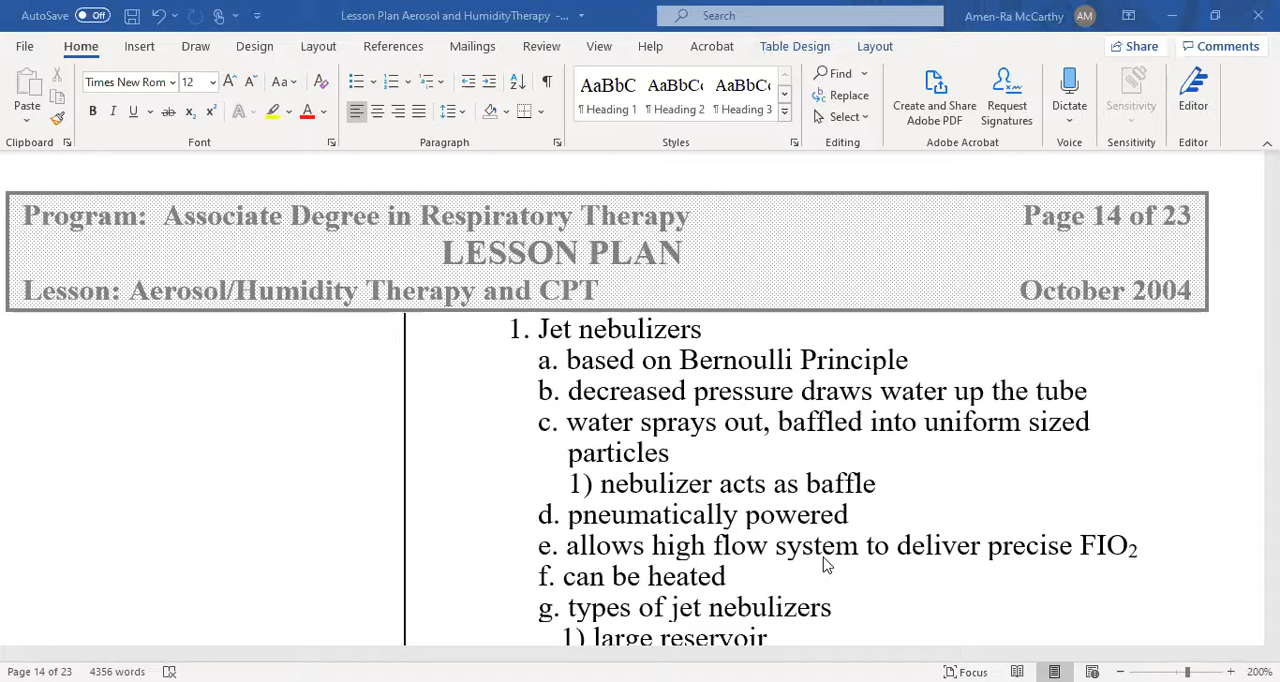 AutoSave Off Lesson Plan Aerosol and HumidityTherapy -... Search Amen-Ra McCarthy AM
File Home Insert Draw Design Layout References Mailings Review View Help Acrobat Table Design Layout Share Comments
Times New Rom 12 Aa AaBbC AaBbCc AaBbCc Find
Paste B I U ab x₂ x² A A ¶ Heading 1 ¶ Heading 2 ¶ Heading 3 Replace Select Create and Share Adobe PDF Request Signatures Dictate Sensitivity Editor
Clipboard Font Paragraph Styles Editing Adobe Acrobat Voice Sensitivity Editor
Program: Associate Degree in Respiratory Therapy Page 14 of 23
LESSON PLAN
Lesson: Aerosol/Humidity Therapy and CPT October 2004
1. Jet nebulizers
a. based on Bernoulli Principle
b. decreased pressure draws water up the tube
c. water sprays out, baffled into uniform sized
particles
1) nebulizer acts as baffle
d. pneumatically powered
e. allows high flow system to deliver precise FIO₂
f. can be heated
g. types of jet nebulizers
1) large reservoir
Page 14 of 23 4356 words Focus 200%